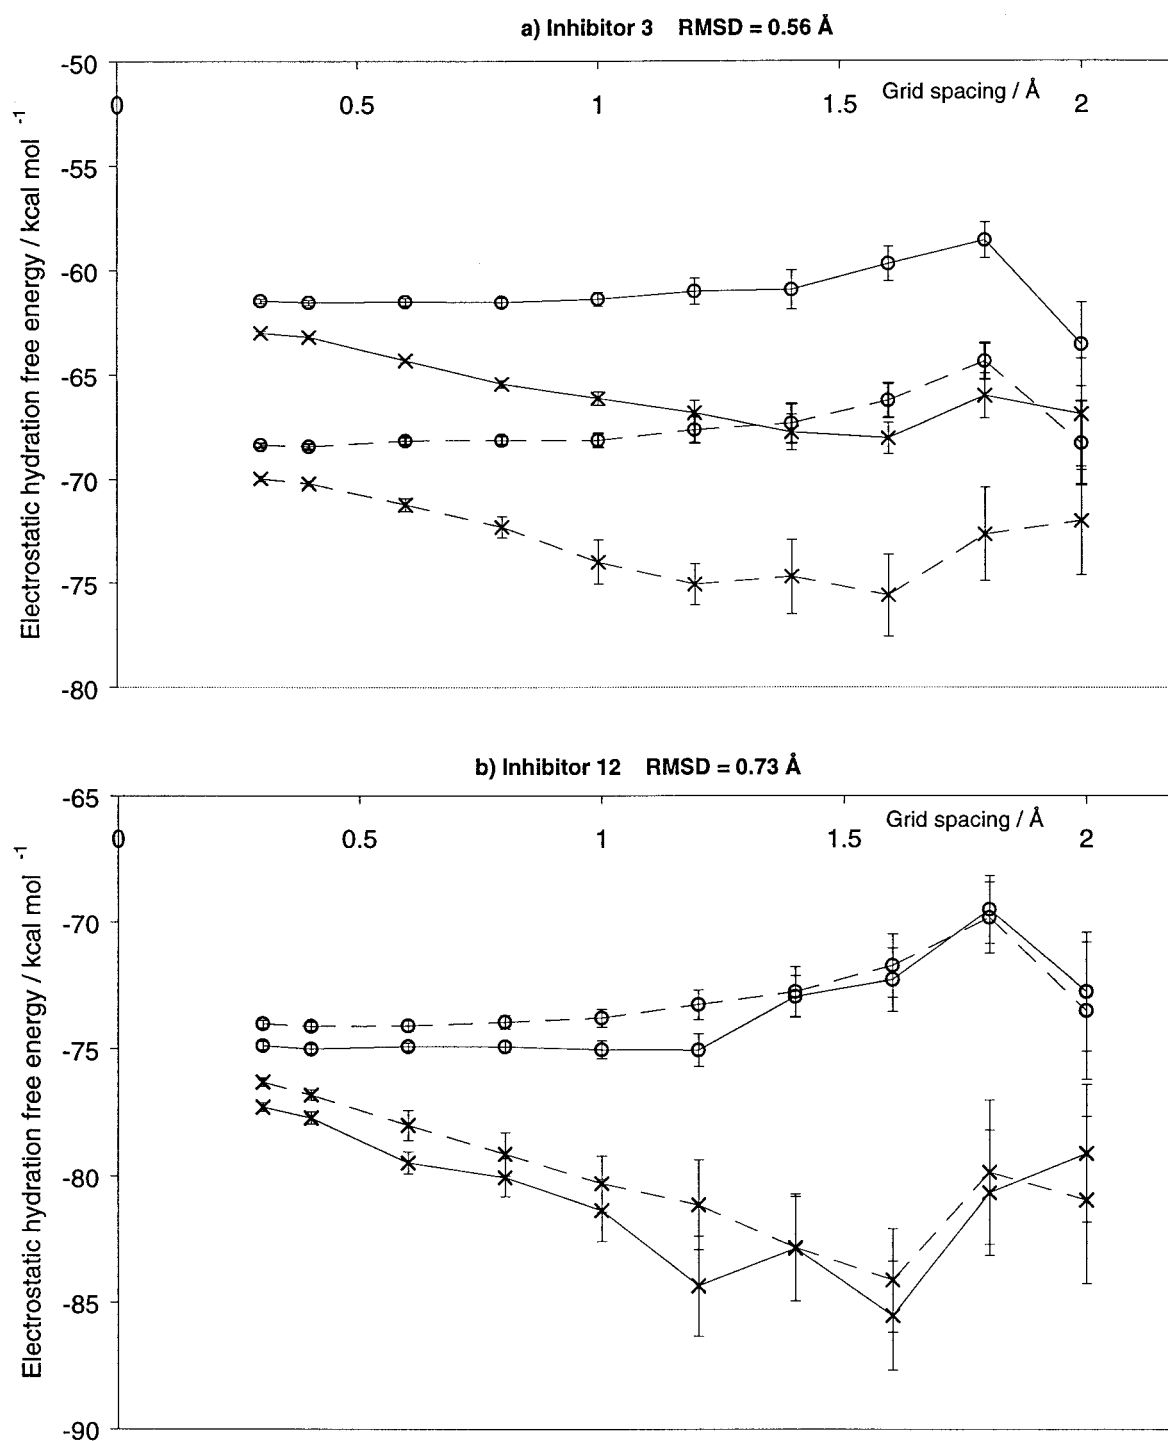 a) Inhibitor 3 RMSD = 0.56 Å
-50
0 0.5 1 1.5 Grid spacing / Å 2
-55
-60
-65
-70
-75
-80
Electrostatic hydration free energy / kcal mol -1
b) Inhibitor 12 RMSD = 0.73 Å
-65
0 0.5 1 1.5 Grid spacing / Å 2
-70
-75
-80
-85
-90
Electrostatic hydration free energy / kcal mol -1